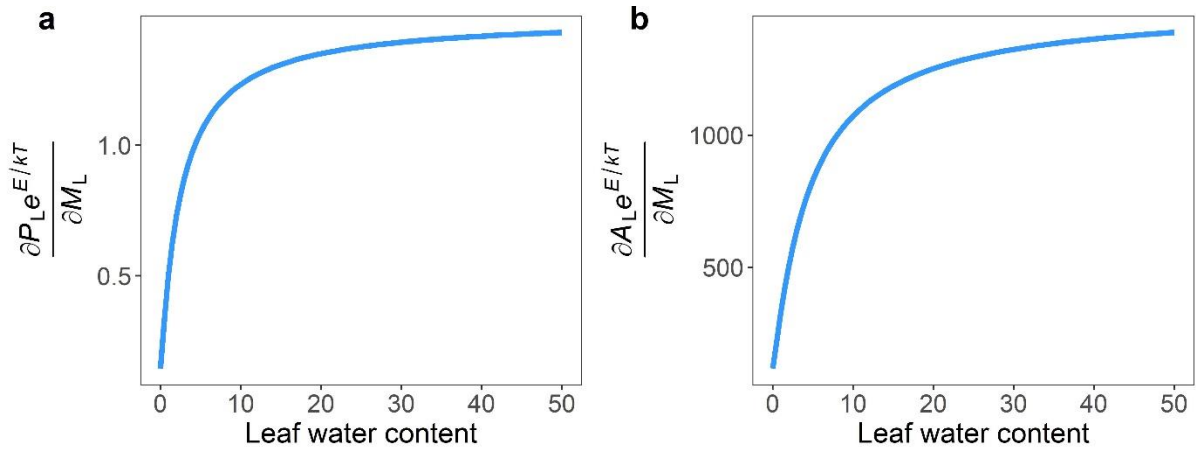 a
∂P_L e^{E/kT}
∂M_L
1.0
0.5
0 10 20 30 40 50
Leaf water content
b
∂A_L e^{E/kT}
∂M_L
1000
500
0 10 20 30 40 50
Leaf water content